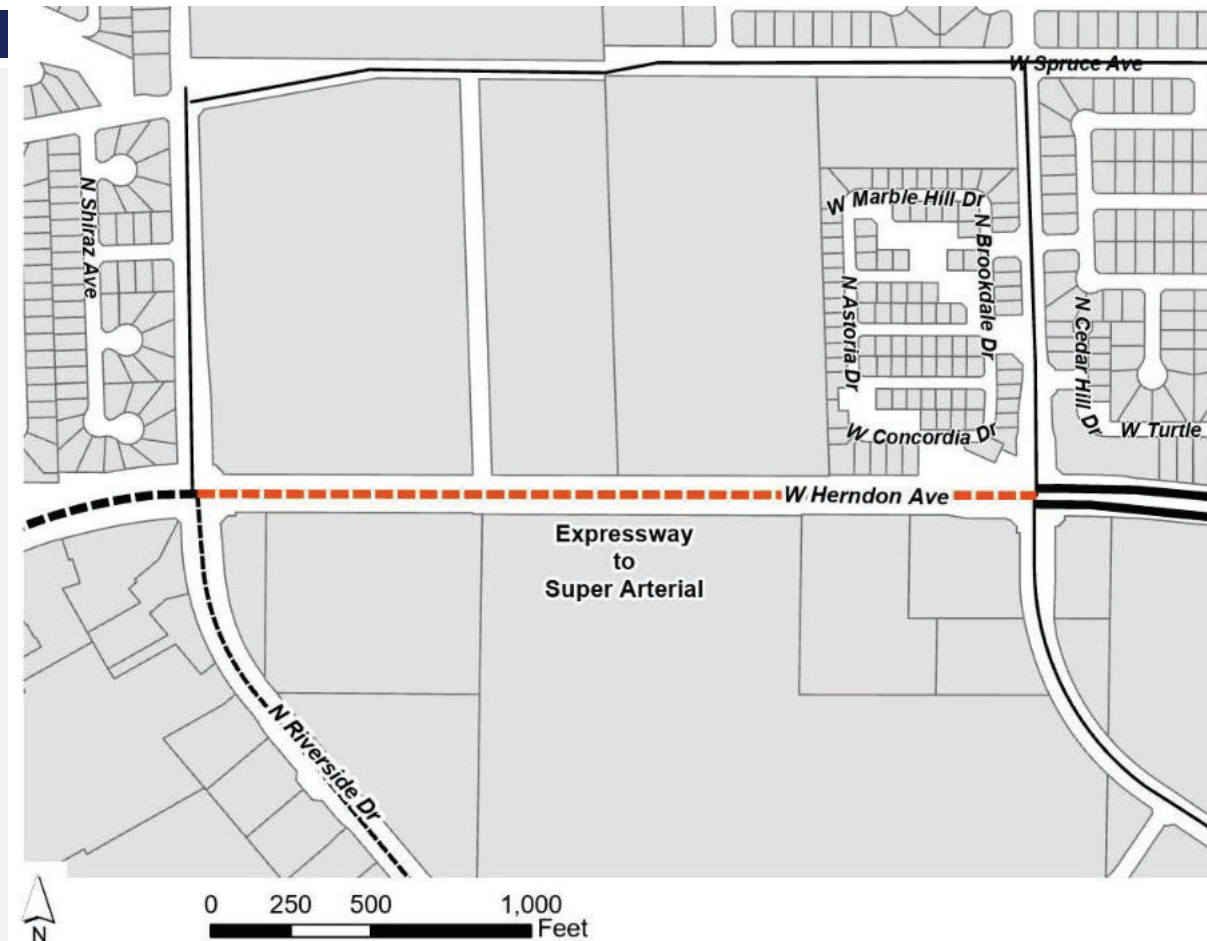 W Spruce Ave
N Shiraz Ave
W Marble Hill Dr
N Brookdale Dr
N Astoria Dr
N Cedar Hill Dr
W Concordia Dr
W Turtle
W Herndon Ave
Expressway
to
Super Arterial
N Riverside Dr
0 250 500 1,000
Feet
N